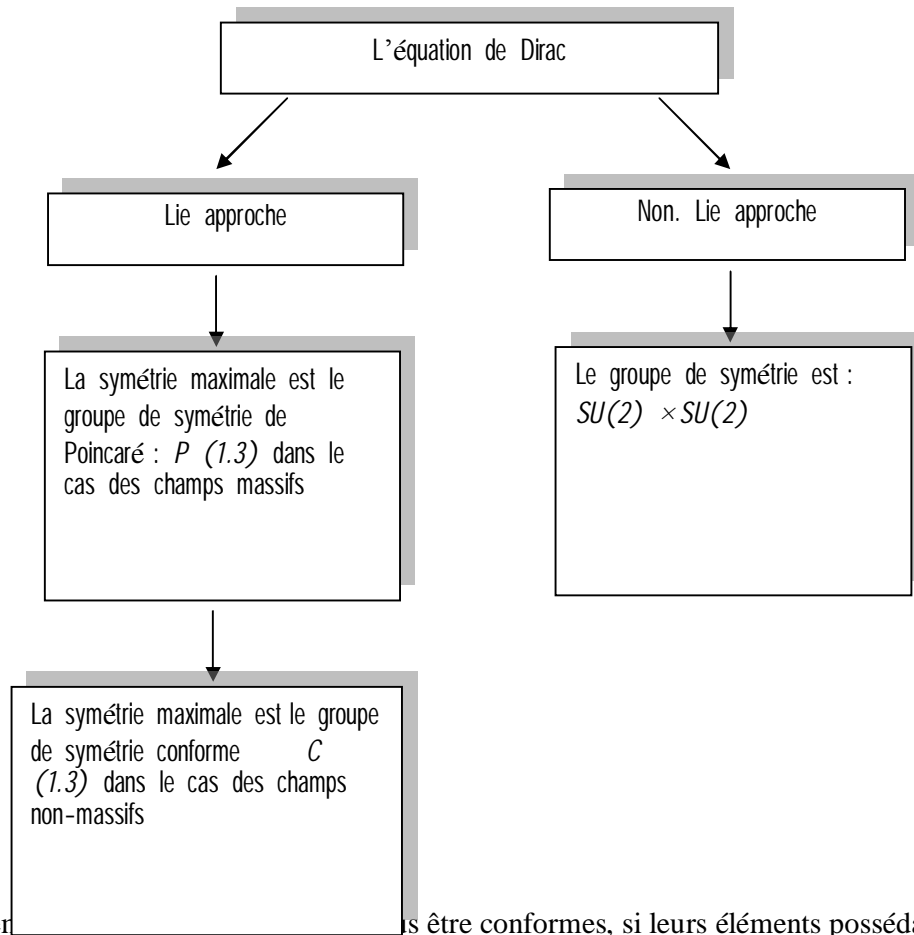 L'équation de Dirac
Lie approche
Non. Lie approche
La symétrie maximale est le
groupe de symétrie de
Poincaré : P (1.3) dans le
cas des champs massifs
Le groupe de symétrie est :
SU(2) ×SU(2)
La symétrie maximale est le groupe
de symétrie conforme C
(1.3) dans le cas des champs
non-massifs
être conformes, si leurs éléments